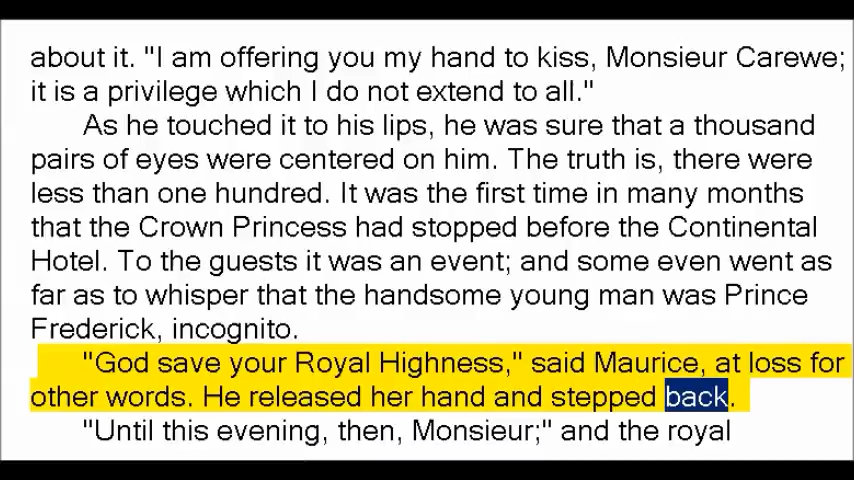 about it. "I am offering you my hand to kiss, Monsieur Carewe;
it is a privilege which I do not extend to all."
As he touched it to his lips, he was sure that a thousand
pairs of eyes were centered on him. The truth is, there were
less than one hundred. It was the first time in many months
that the Crown Princess had stopped before the Continental
Hotel. To the guests it was an event; and some even went as
far as to whisper that the handsome young man was Prince
Frederick, incognito.
"God save your Royal Highness," said Maurice, at loss for
other words. He released her hand and stepped back.
"Until this evening, then, Monsieur;" and the royal